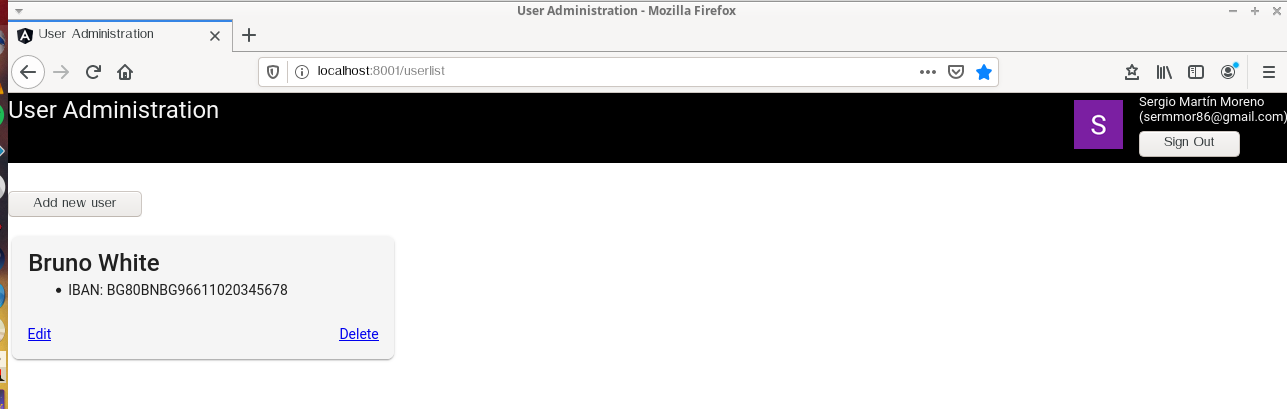 User Administration - Mozilla Firefox
User Administration
localhost:8001/userlist
User Administration
Sergio Martín Moreno
(sermmor86@gmail.com)
S
Sign Out
Add new user
Bruno White
• IBAN: BG80BNBG96611020345678
Edit Delete